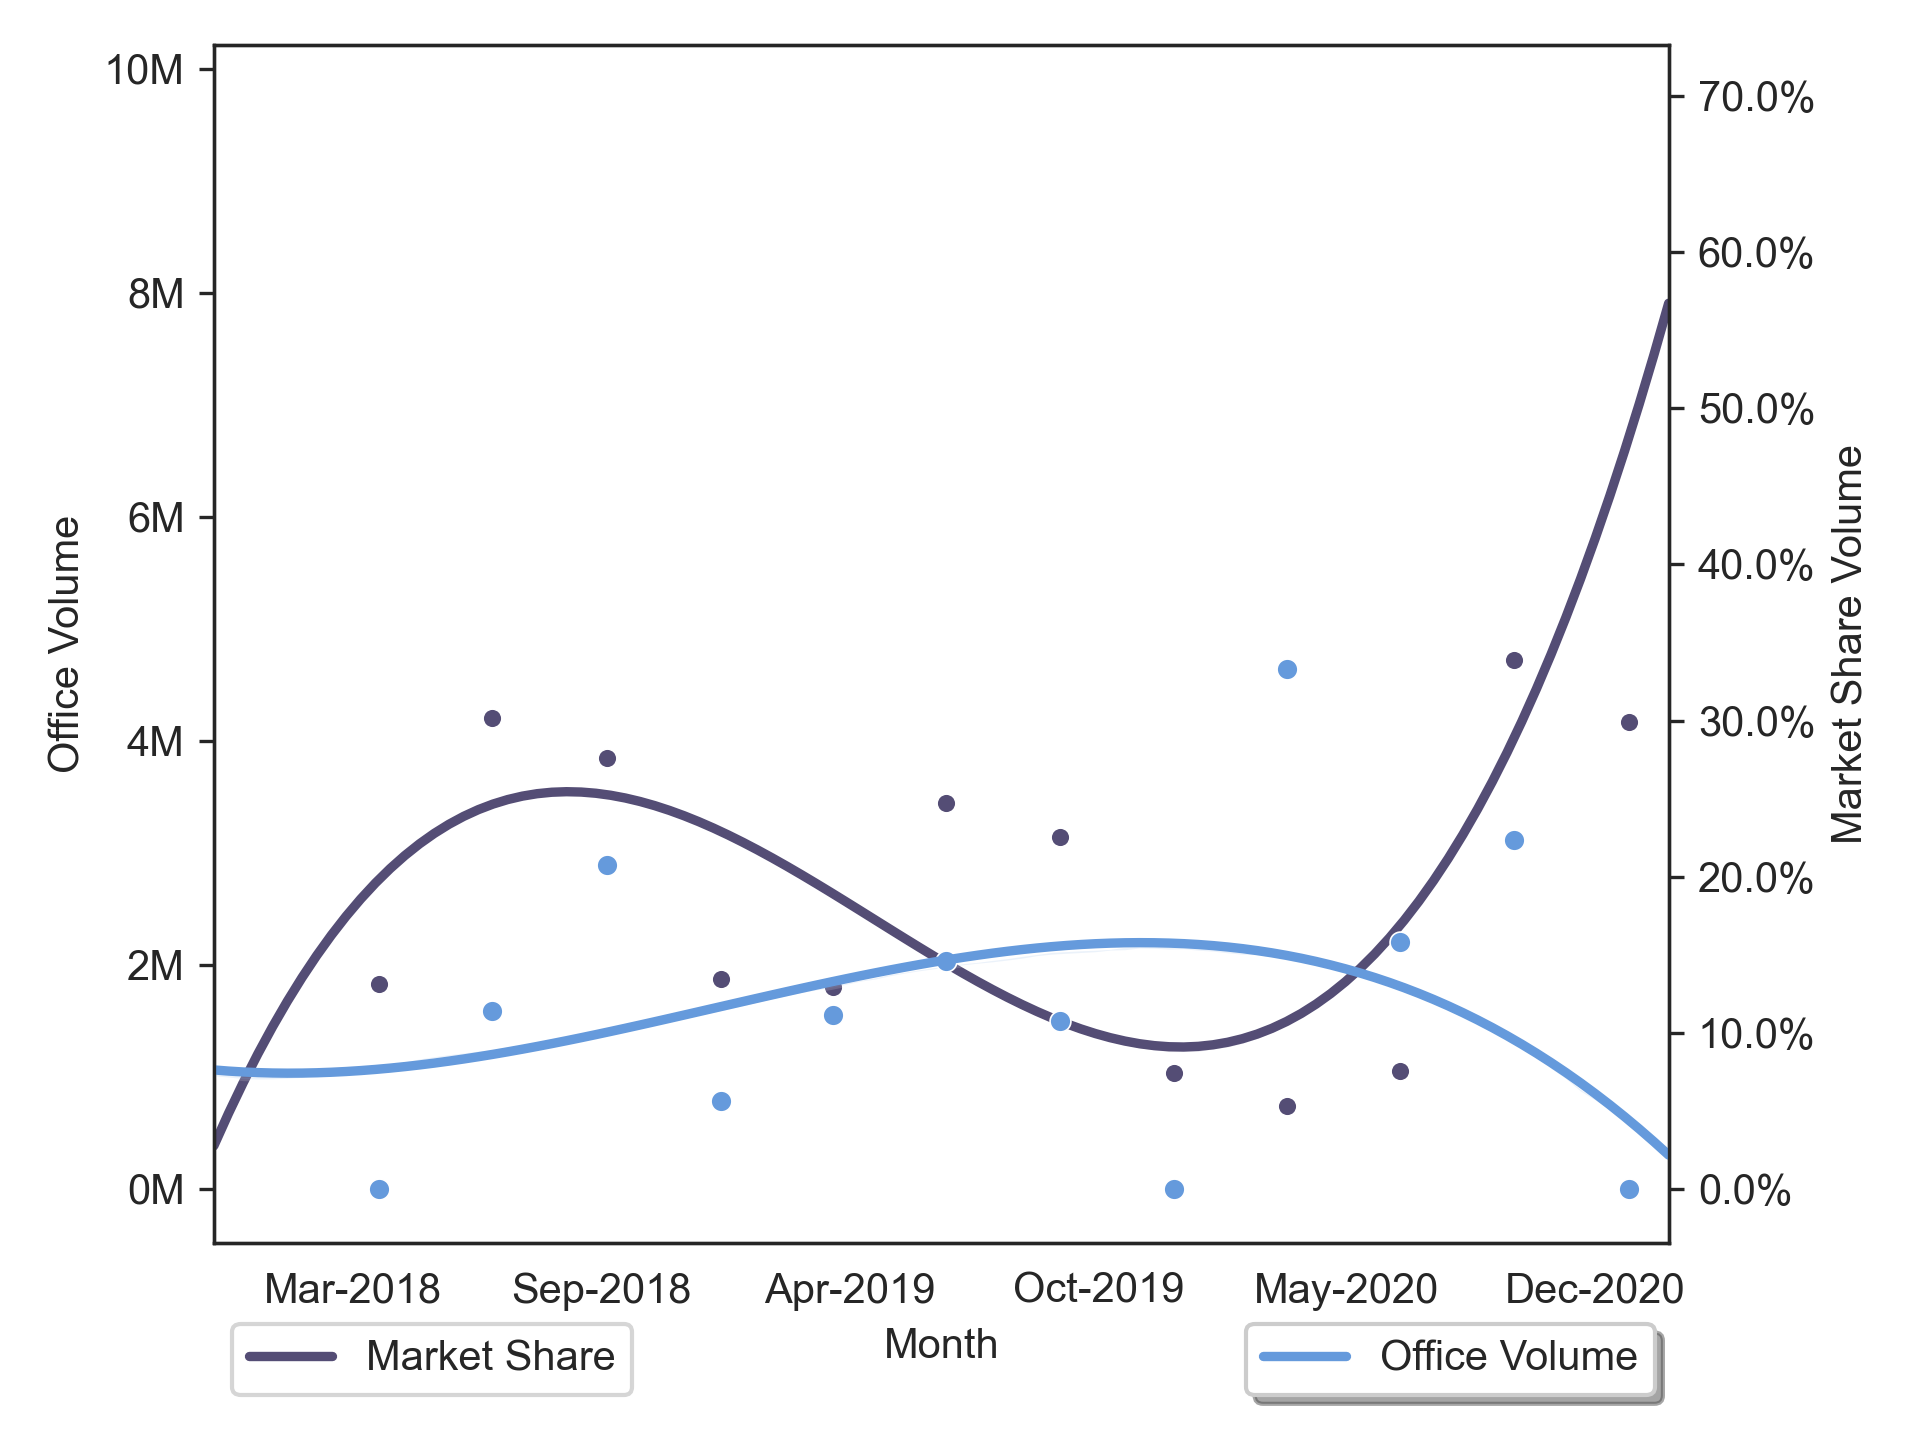 10M
8M
6M
4M
2M
0M
Office Volume
70.0%
60.0%
50.0%
40.0%
30.0%
20.0%
10.0%
0.0%
Market Share Volume
Mar-2018 Sep-2018 Apr-2019 Oct-2019 May-2020 Dec-2020
Month
Market Share
Office Volume